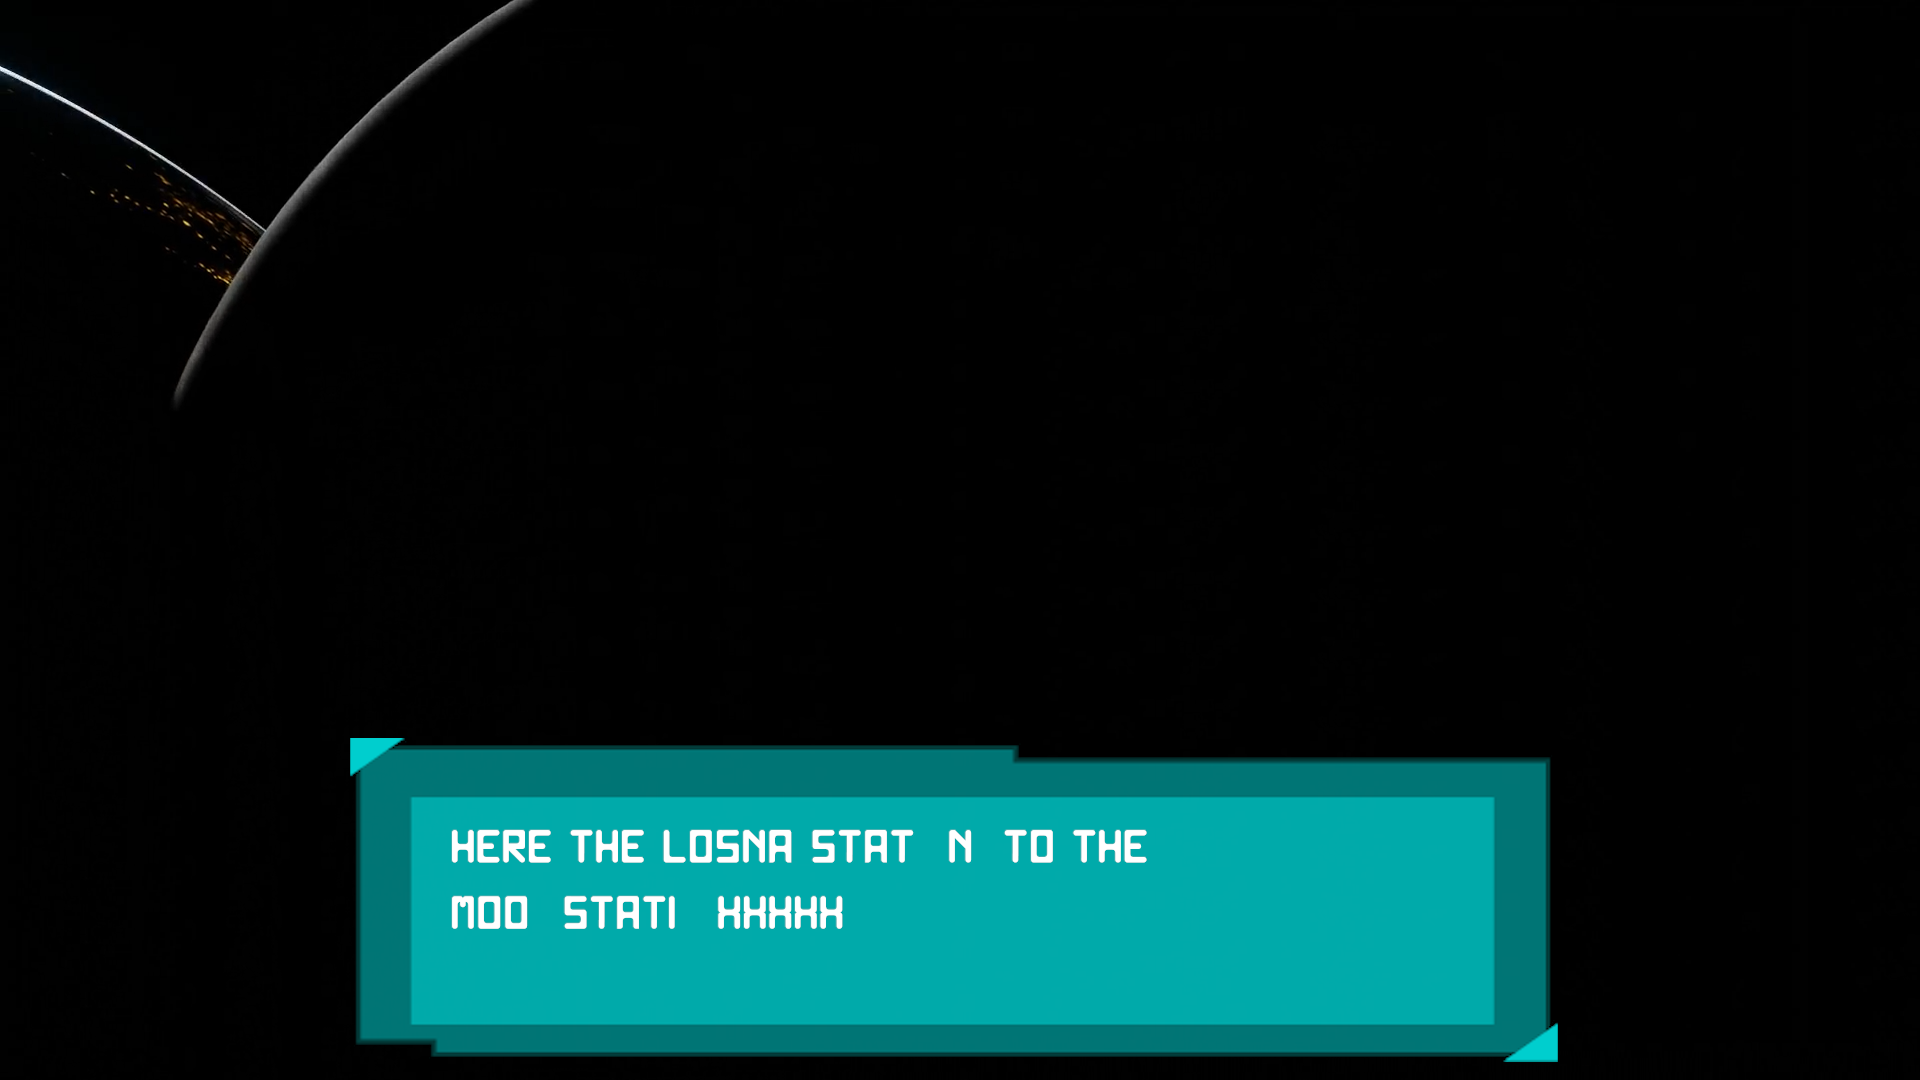 HERE THE LOSNA STAT  N  TO THE
MOO  STATI  XXXXX